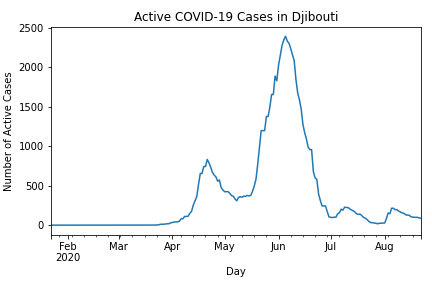 Active COVID-19 Cases in Djibouti
2500
2000
1500
1000
500
0
Number of Active Cases
Feb Mar Apr May Jun Jul Aug
2020
Day